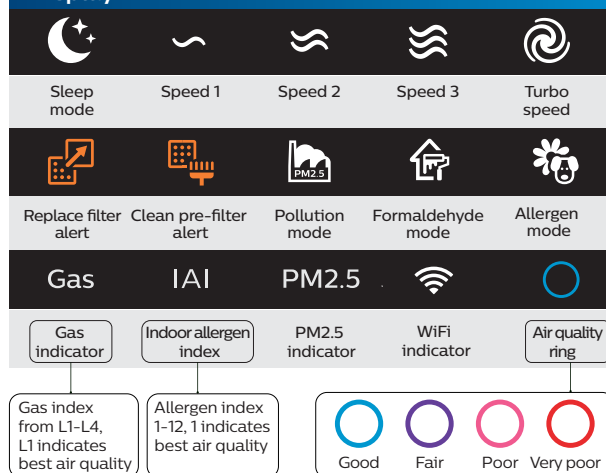 Sleep mode
Speed 1
Speed 2
Speed 3
Turbo speed
PM2.5
Replace filter alert
Clean pre-filter alert
Pollution mode
Formaldehyde mode
Allergen mode
Gas
IAI
PM2.5
Gas indicator
Indoor allergen index
PM2.5 indicator
WiFi indicator
Air quality ring
Gas index
from L1-L4,
L1 indicates
best air quality
Allergen index
1-12, 1 indicates
best air quality
Good
Fair
Poor
Very poor